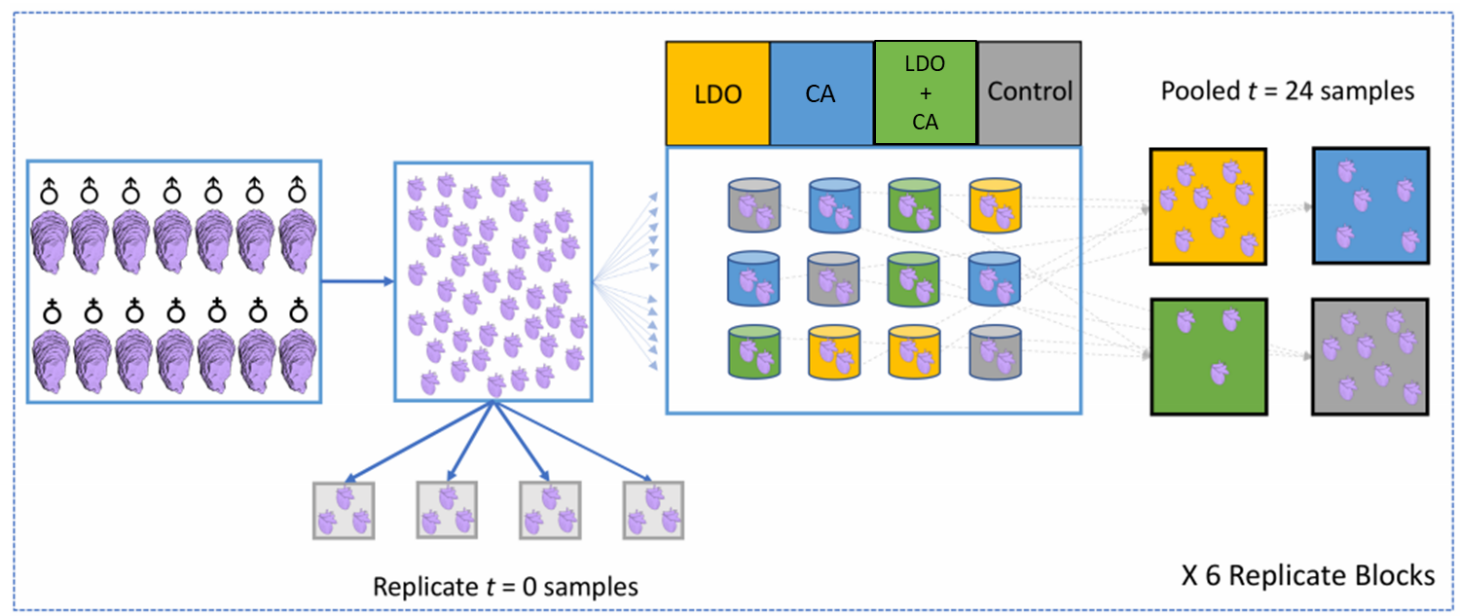 LDO
CA
LDO
+
CA
Control
Pooled t = 24 samples
♂ ♂ ♂ ♂ ♂ ♂ ♂
♀ ♀ ♀ ♀ ♀ ♀ ♀
Replicate t = 0 samples
X 6 Replicate Blocks